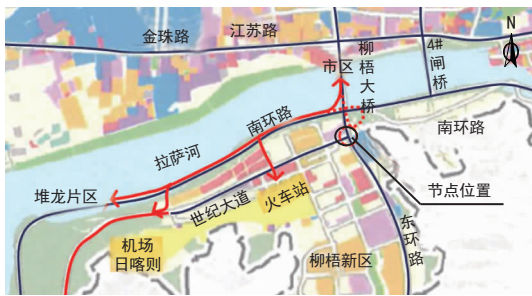 金珠路
江苏路
N
柳梧大桥
4#闸桥
市区
南环路
南环路
拉萨河
节点位置
堆龙片区
世纪大道
火车站
东环路
机场
日喀则
柳梧新区